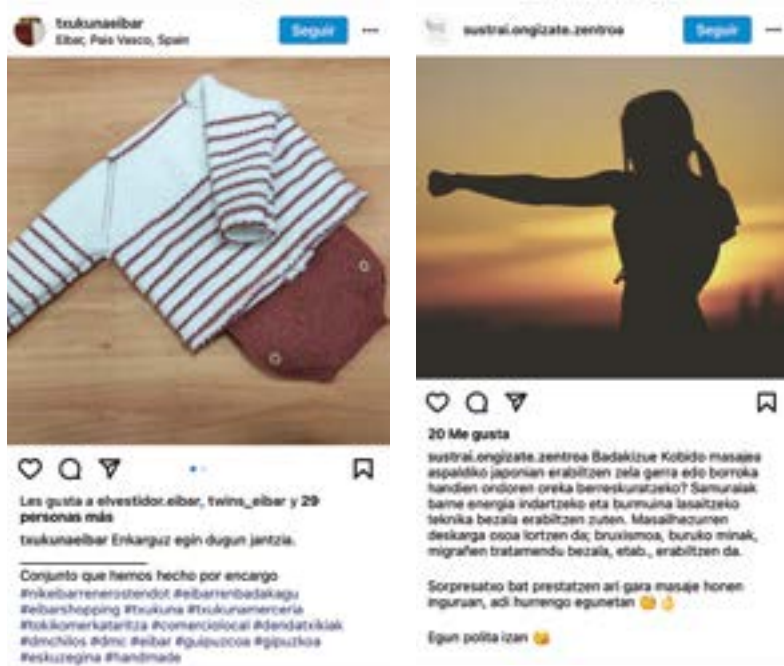 txukunaeibar
Eibar, Pais Vasco, Spain
Seguir
Les gusta a elvestidor.eibar, twins_eibar y 29
personas más
txukunaeibar Enkarguz egin dugun jantzia.
Conjunto que hemos hecho por encargo
#nikeibarrenerostendot #eibarrenbadakagu
#eibarshopping #txukuna #txukunamerceria
#tokikomerkataritza #comerciolocal #dendatxikiak
#dmchilos #dmc #eibar #guipuzcoa #gipuzkoa
#eskuzegina #handmade
sustrai.ongizate.zentroa
Seguir
20 Me gusta
sustrai.ongizate.zentroa Badakizue Kobido masajea
aspaldiko japonian erabiltzen zela gerra edo borroka
handien ondoren oreka berreskuratzeko? Samuraiak
barne energia indartzeko eta burmuina lasaitzeko
teknika bezala erabiltzen zuten. Masailhezurren
deskarga osoa lortzen da; bruxismoa, buruko minak,
migrañen tratamendu bezala, etab., erabiltzen da.
Sorpresatxo bat prestatzen ari gara masaje honen
inguruan, adi hurrengo egunetan
Egun polita izan